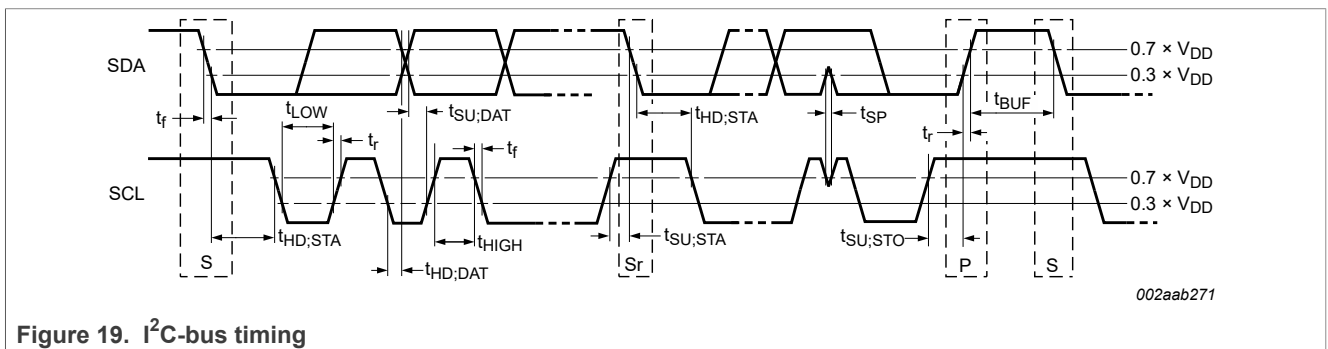 SDA
0.7 × VDD
0.3 × VDD
tf
tLOW
tSU;DAT
tHD;STA
tSP
tBUF
tr
tr
tf
SCL
0.7 × VDD
0.3 × VDD
tHD;STA
tHIGH
tSU;STA
tSU;STO
tHD;DAT
S
Sr
P
S
002aab271
Figure 19. I²C-bus timing